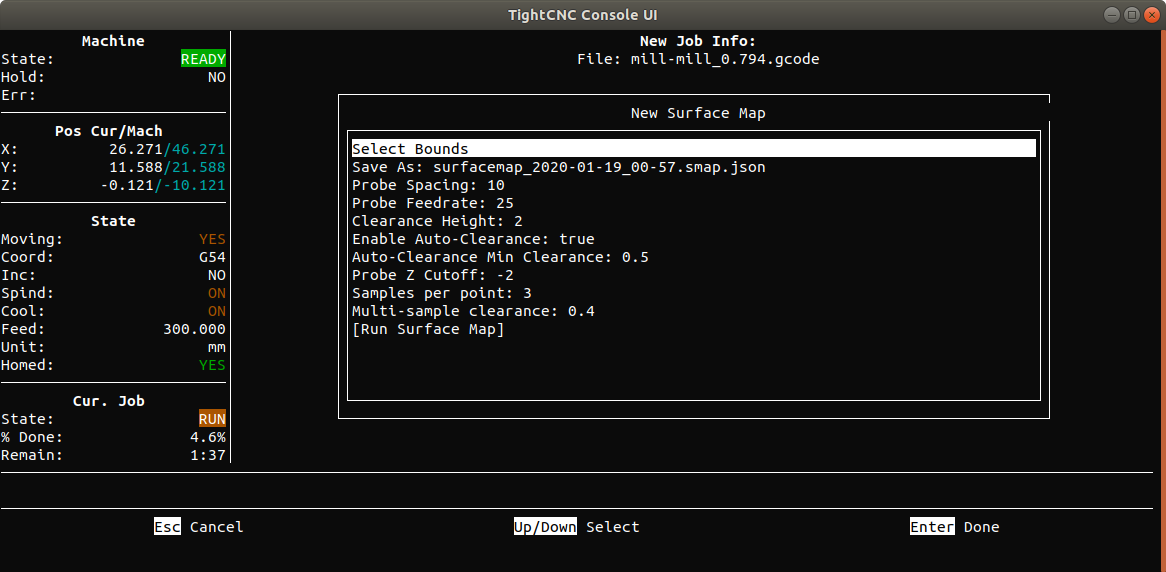 TightCNC Console UI
Machine
State: READY
Hold: NO
Err:
Pos Cur/Mach
X: 26.271/46.271
Y: 11.588/21.588
Z: -0.121/-10.121
State
Moving: YES
Coord: G54
Inc: NO
Spind: ON
Cool: ON
Feed: 300.000
Unit: mm
Homed: YES
Cur. Job
State: RUN
% Done: 4.6%
Remain: 1:37
New Job Info:
File: mill-mill_0.794.gcode
New Surface Map
Select Bounds
Save As: surfacemap_2020-01-19_00-57.smap.json
Probe Spacing: 10
Probe Feedrate: 25
Clearance Height: 2
Enable Auto-Clearance: true
Auto-Clearance Min Clearance: 0.5
Probe Z Cutoff: -2
Samples per point: 3
Multi-sample clearance: 0.4
[Run Surface Map]
Esc Cancel
Up/Down Select
Enter Done